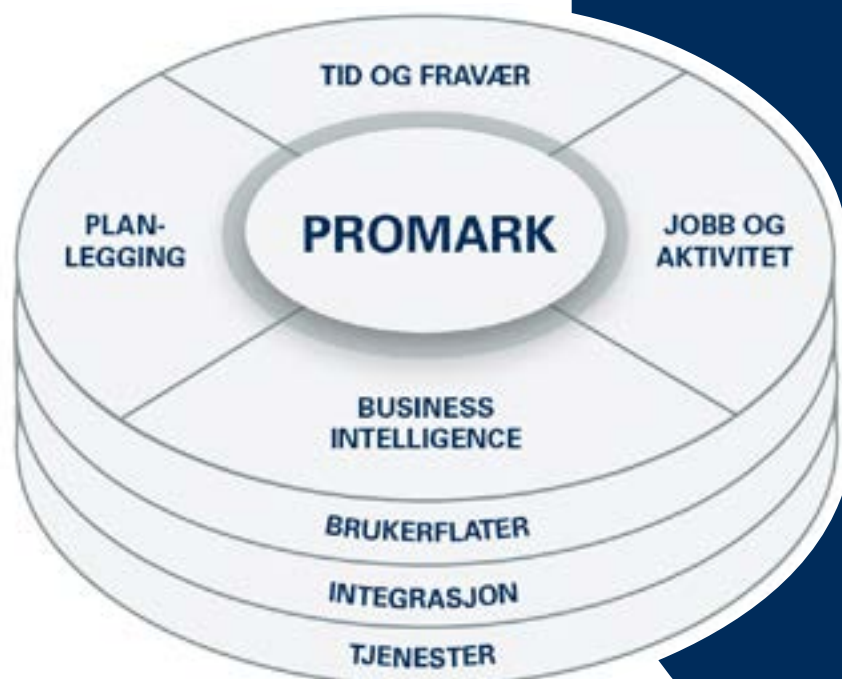 TID OG FRAVÆR
PLAN-
LEGGING
PROMARK
JOBB OG
AKTIVITET
BUSINESS
INTELLIGENCE
BRUKERFLATER
INTEGRASJON
TJENESTER